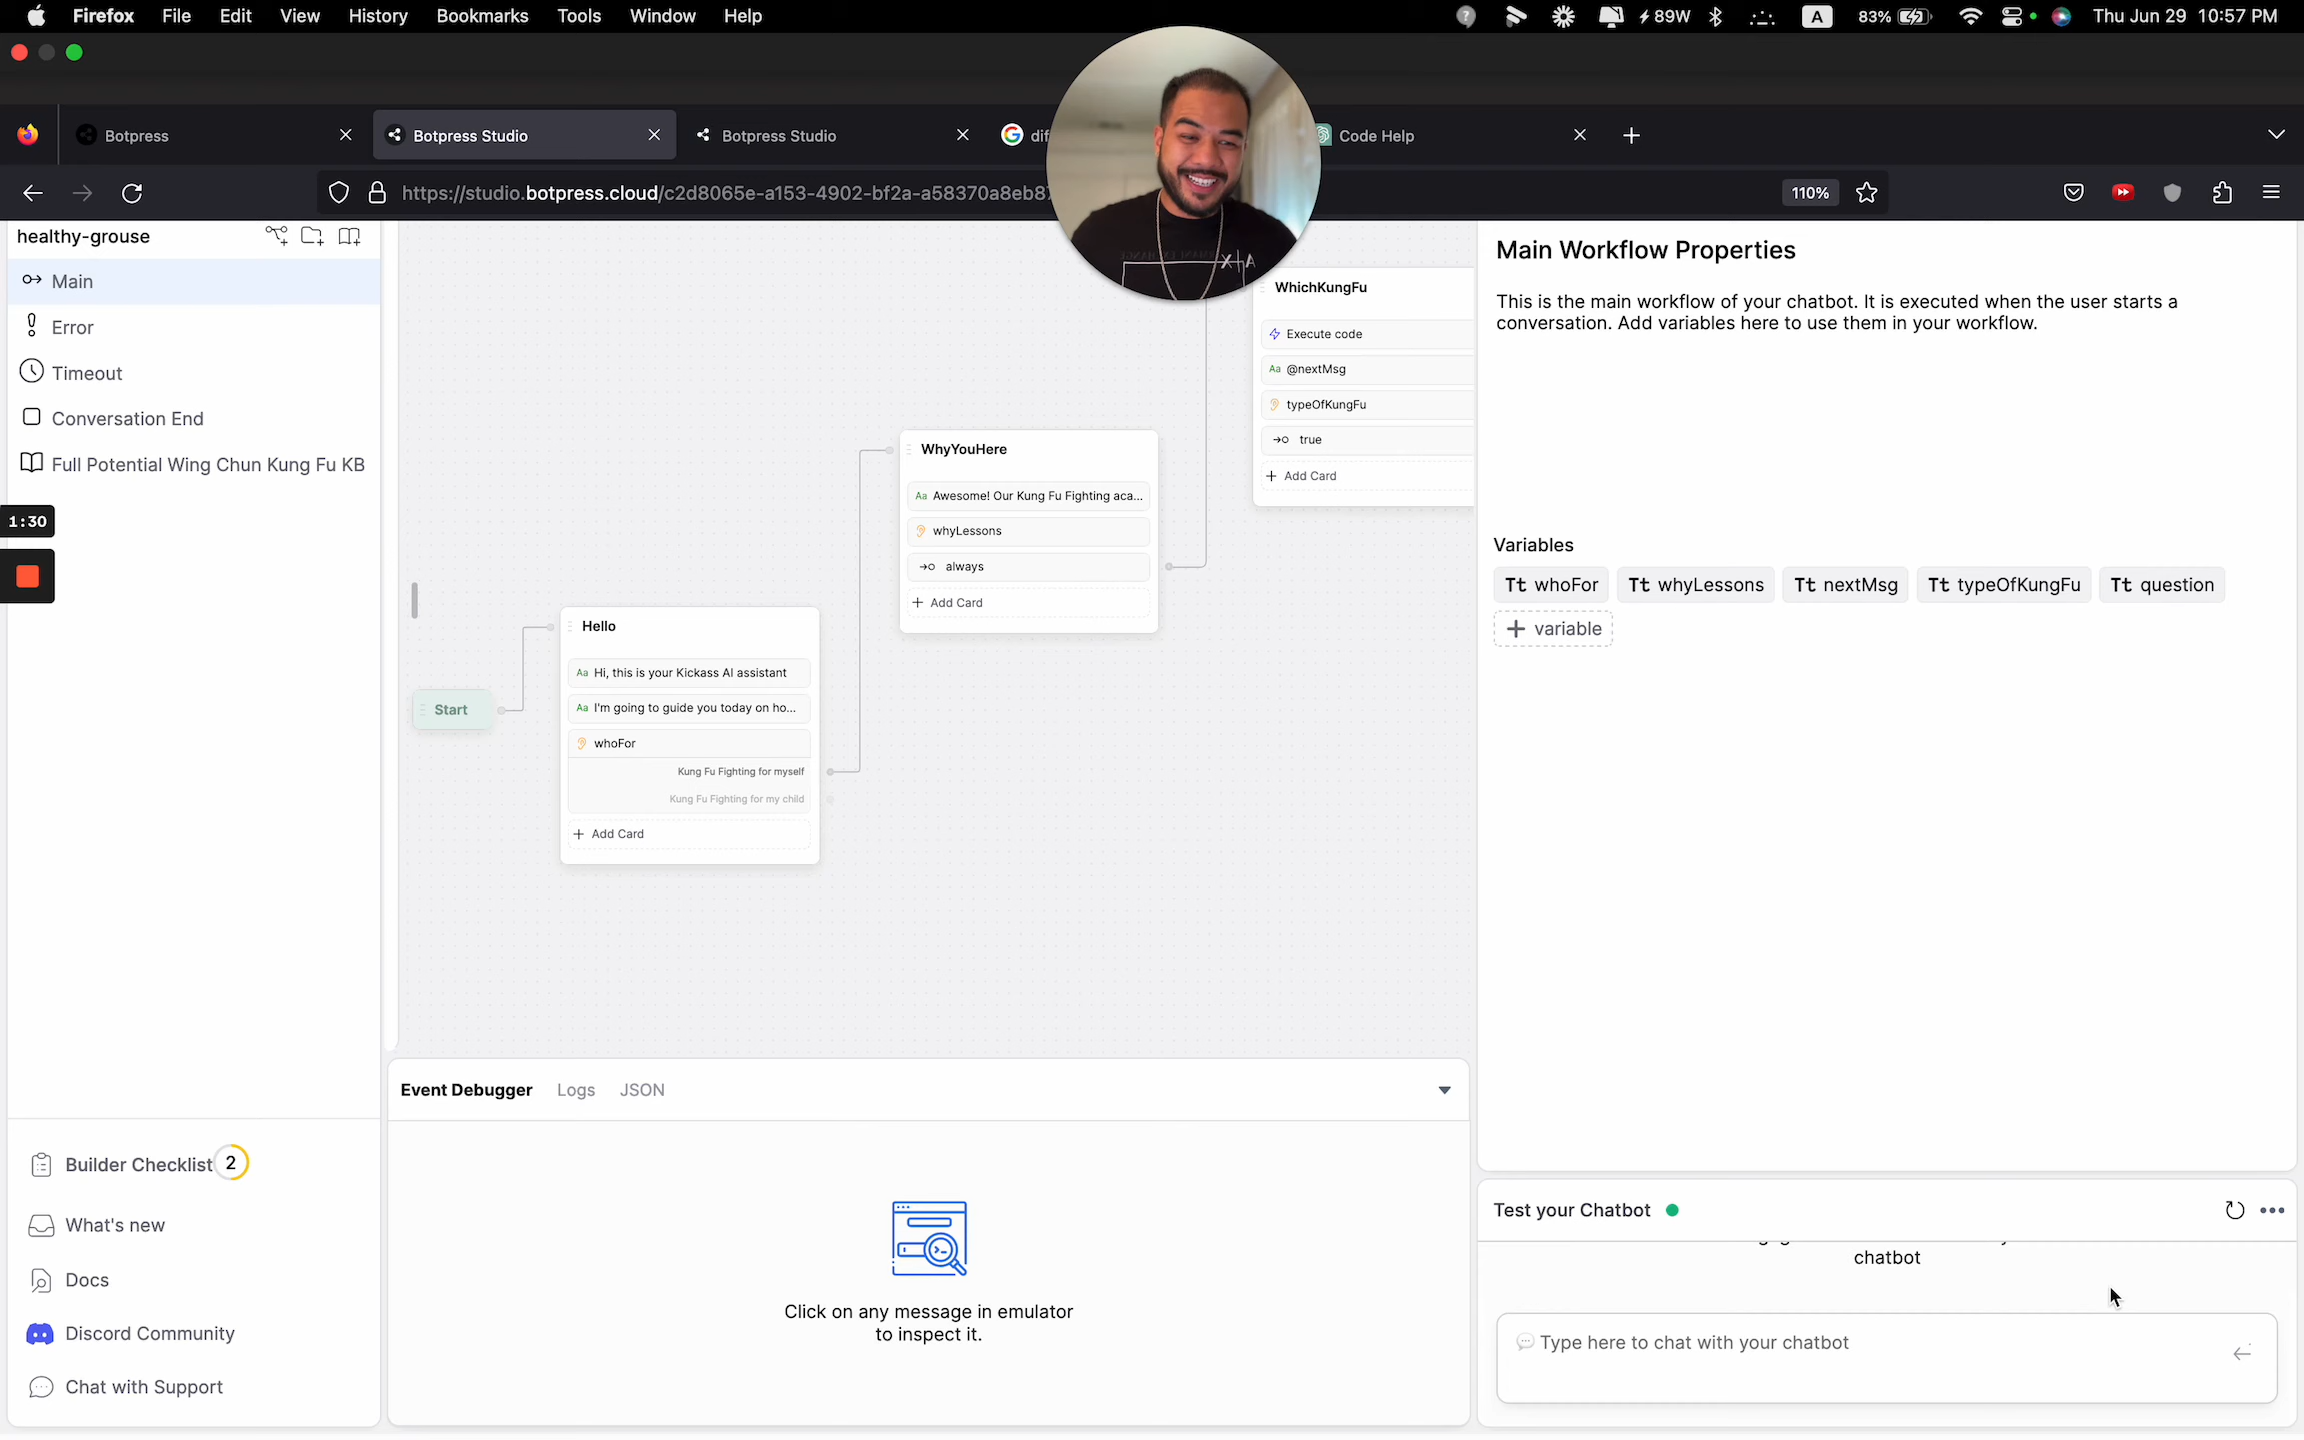 Firefox File Edit View History Bookmarks Tools Window Help
89W A 83% Thu Jun 29 10:57 PM
Botpress
Botpress Studio
Botpress Studio
Code Help
https://studio.botpress.cloud/c2d8065e-a153-4902-bf2a-a58370a8eb8
110%
healthy-grouse
Main
Error
Timeout
Conversation End
Full Potential Wing Chun Kung Fu KB
1:30
Builder Checklist 2
What's new
Docs
Discord Community
Chat with Support
Start
Hello
Aa Hi, this is your Kickass AI assistant
Aa I'm going to guide you today on ho...
whoFor
Kung Fu Fighting for myself
Kung Fu Fighting for my child
+ Add Card
WhyYouHere
Aa Awesome! Our Kung Fu Fighting aca...
whyLessons
always
+ Add Card
WhichKungFu
Execute code
Aa @nextMsg
typeOfKungFu
true
+ Add Card
Event Debugger Logs JSON
Click on any message in emulator
to inspect it.
Main Workflow Properties
This is the main workflow of your chatbot. It is executed when the user starts a
conversation. Add variables here to use them in your workflow.
Variables
Tt whoFor Tt whyLessons Tt nextMsg Tt typeOfKungFu Tt question
+ variable
Test your Chatbot
chatbot
Type here to chat with your chatbot